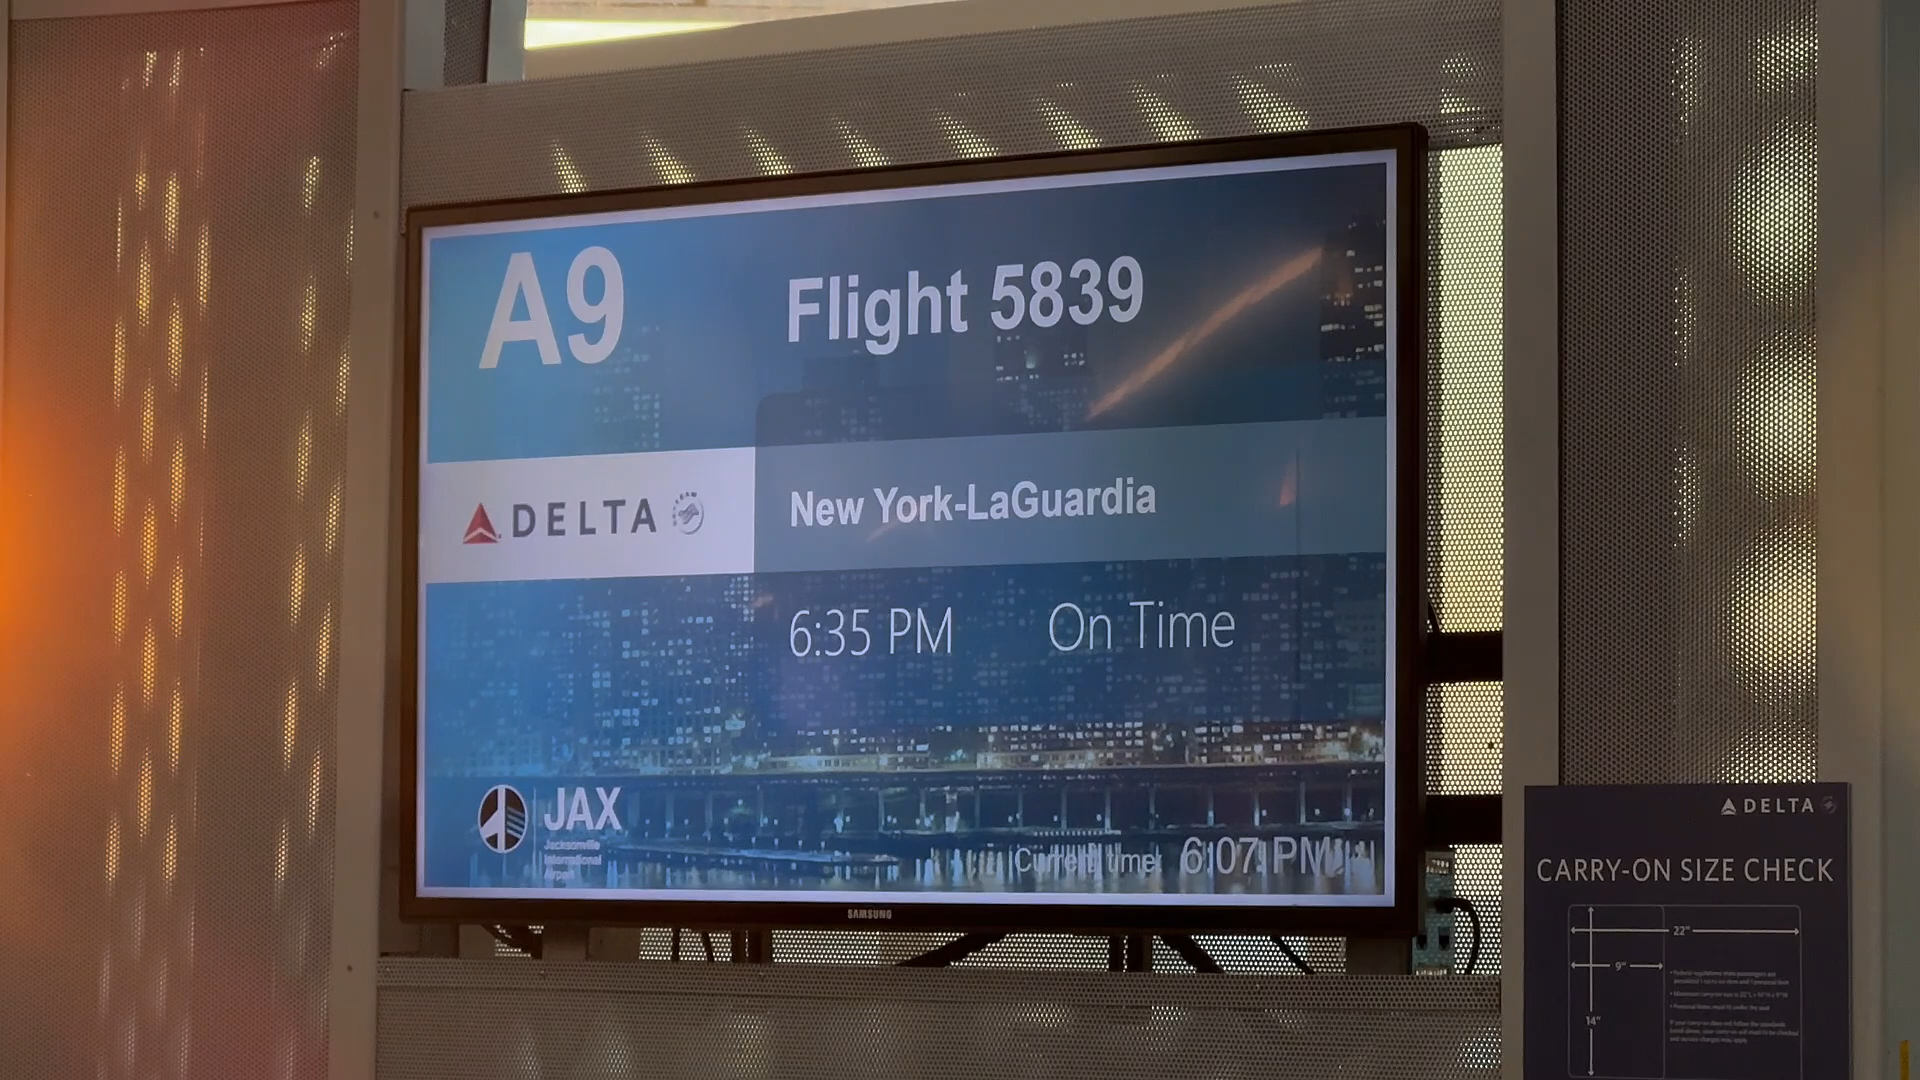 A9
Flight 5839
DELTA
New York-LaGuardia
6:35 PM On Time
JAX
Jacksonville
International
Airport
Current time: 6:07 PM
SAMSUNG
DELTA
CARRY-ON SIZE CHECK
22"
9"
14"